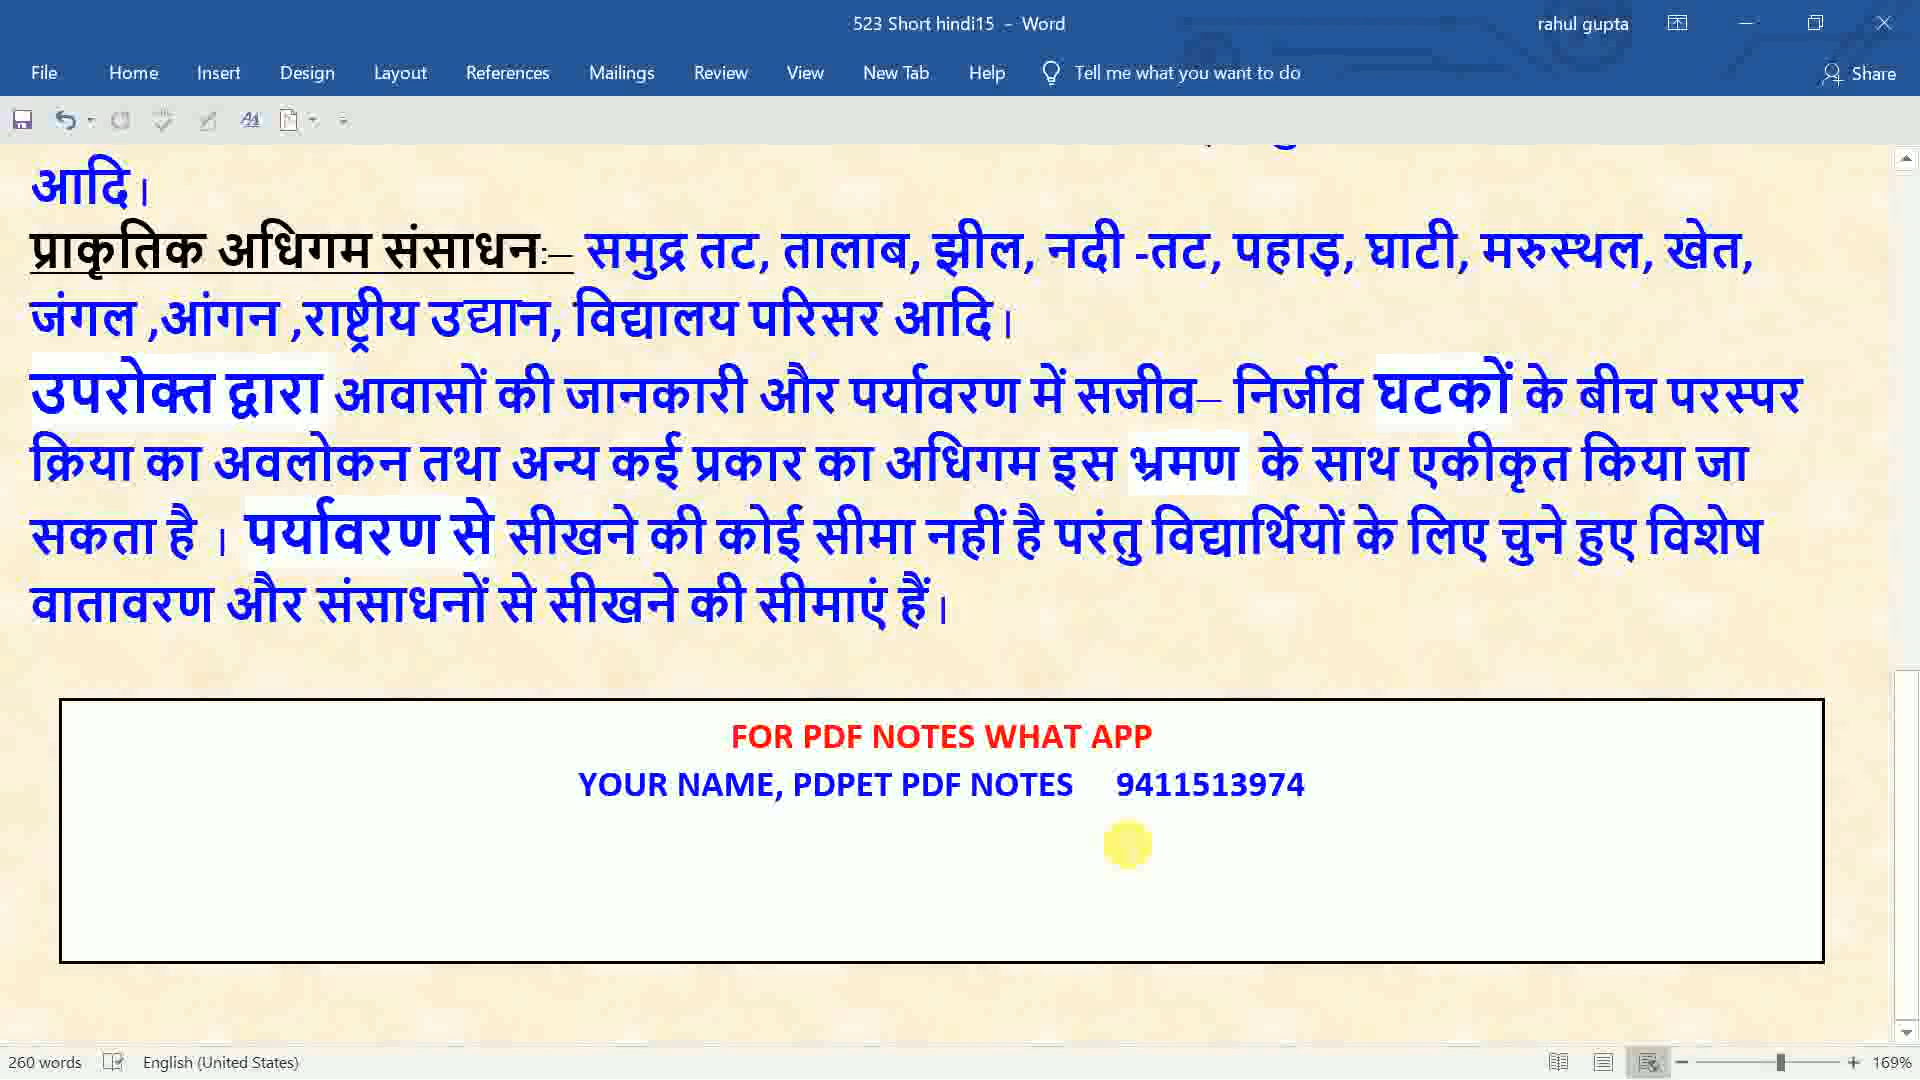 523 Short hindi15 - Word
rahul gupta
File Home Insert Design Layout References Mailings Review View New Tab Help Tell me what you want to do Share
आदि।
प्राकृतिक अधिगम संसाधन:– समुद्र तट, तालाब, झील, नदी -तट, पहाड़, घाटी, मरुस्थल, खेत,
जंगल ,आंगन ,राष्ट्रीय उद्यान, विद्यालय परिसर आदि।
उपरोक्त द्वारा आवासों की जानकारी और पर्यावरण में सजीव– निर्जीव घटकों के बीच परस्पर
क्रिया का अवलोकन तथा अन्य कई प्रकार का अधिगम इस भ्रमण के साथ एकीकृत किया जा
सकता है । पर्यावरण से सीखने की कोई सीमा नहीं है परंतु विद्यार्थियों के लिए चुने हुए विशेष
वातावरण और संसाधनों से सीखने की सीमाएं हैं।
FOR PDF NOTES WHAT APP
YOUR NAME, PDPET PDF NOTES 9411513974
260 words English (United States) 169%